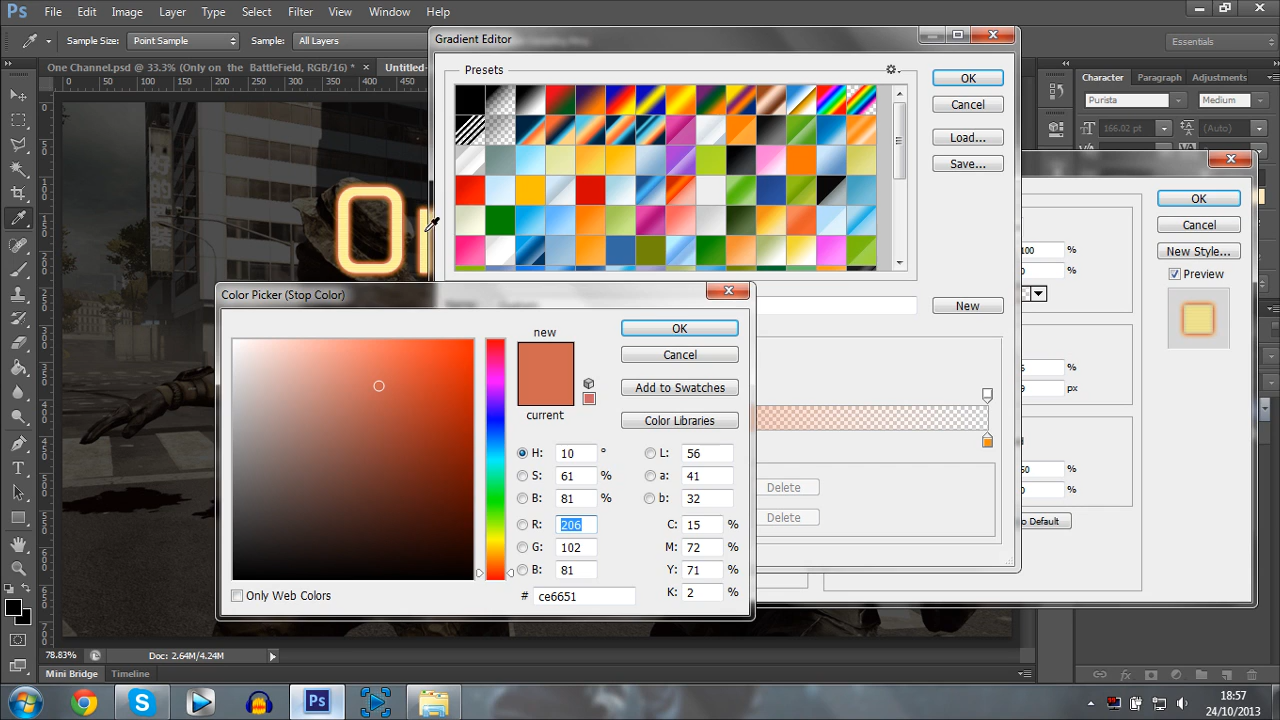 Ps File Edit Image Layer Type Select Filter View Window Help
Sample Size: Point Sample Sample: All Layers
Essentials
One Channel.psd @ 33.3% (Only on the BattleField, RGB/16) * Untitled-
0 50 100 150 200 250 300 350 400 450
Gradient Editor
Presets
OK
Cancel
Load...
Save...
New
Delete
Delete
Color Picker (Stop Color)
new
current
OK
Cancel
Add to Swatches
Color Libraries
H: 10 °
S: 61 %
B: 81 %
R: 206
G: 102
B: 81
L: 56
a: 41
b: 32
C: 15 %
M: 72 %
Y: 71 %
K: 2 %
# ce6651
Only Web Colors
Character Paragraph Adjustments
Purista Medium
166.02 pt (Auto)
OK
Cancel
New Style...
Preview
100 %
%
%
px
%
%
o Default
On
78.83% Doc: 2.64M/4.24M
Mini Bridge Timeline
fx
S Ps
18:57
24/10/2013